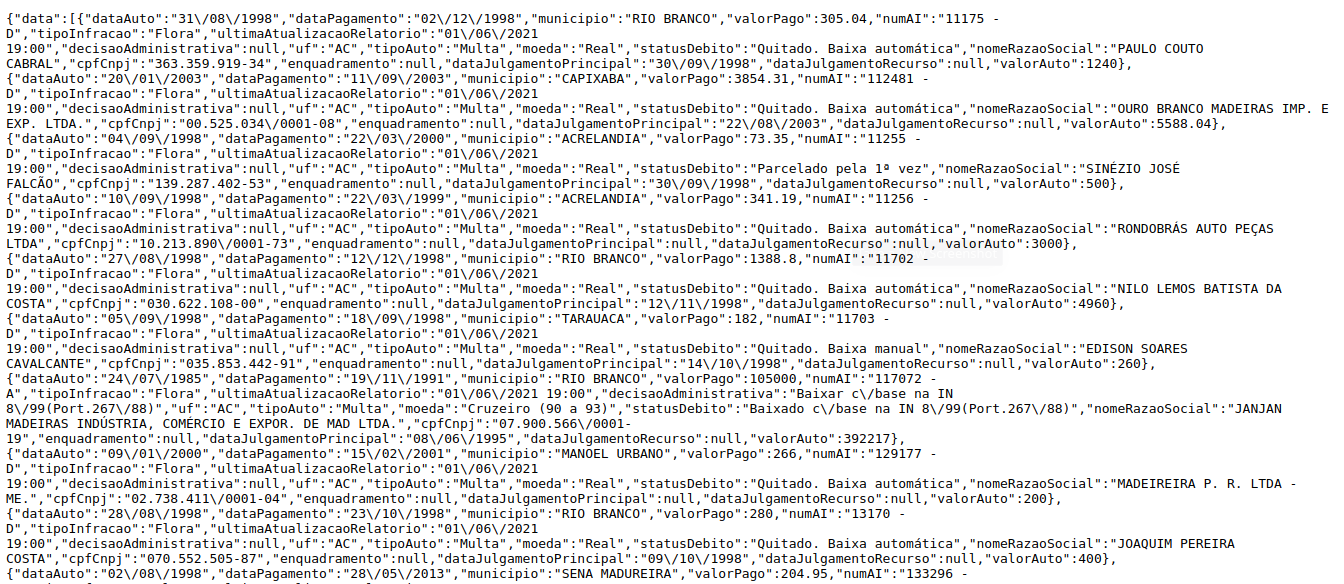 {"data":[{"dataAuto":"31\/08\/1998","dataPagamento":"02\/12\/1998","municipio":"RIO BRANCO","valorPago":305.04,"numAI":"11175 -
D","tipoInfracao":"Flora","ultimaAtualizacaoRelatorio":"01\/06\/2021
19:00","decisaoAdministrativa":null,"uf":"AC","tipoAuto":"Multa","moeda":"Real","statusDebito":"Quitado. Baixa automática","nomeRazaoSocial":"PAULO COUTO
CABRAL","cpfCnpj":"363.359.919-34","enquadramento":null,"dataJulgamentoPrincipal":"30\/09\/1998","dataJulgamentoRecurso":null,"valorAuto":1240},
{"dataAuto":"20\/01\/2003","dataPagamento":"11\/09\/2003","municipio":"CAPIXABA","valorPago":3854.31,"numAI":"112481 -
D","tipoInfracao":"Flora","ultimaAtualizacaoRelatorio":"01\/06\/2021
19:00","decisaoAdministrativa":null,"uf":"AC","tipoAuto":"Multa","moeda":"Real","statusDebito":"Quitado. Baixa automática","nomeRazaoSocial":"OURO BRANCO MADEIRAS IMP. E
EXP. LTDA.","cpfCnpj":"00.525.034\/0001-08","enquadramento":null,"dataJulgamentoPrincipal":"22\/08\/2003","dataJulgamentoRecurso":null,"valorAuto":5588.04},
{"dataAuto":"04\/09\/1998","dataPagamento":"22\/03\/2000","municipio":"ACRELANDIA","valorPago":73.35,"numAI":"11255 -
D","tipoInfracao":"Flora","ultimaAtualizacaoRelatorio":"01\/06\/2021
19:00","decisaoAdministrativa":null,"uf":"AC","tipoAuto":"Multa","moeda":"Real","statusDebito":"Parcelado pela 1ª vez","nomeRazaoSocial":"SINÉZIO JOSÉ
FALCÃO","cpfCnpj":"139.287.402-53","enquadramento":null,"dataJulgamentoPrincipal":"30\/09\/1998","dataJulgamentoRecurso":null,"valorAuto":500},
{"dataAuto":"10\/09\/1998","dataPagamento":"22\/03\/1999","municipio":"ACRELANDIA","valorPago":341.19,"numAI":"11256 -
D","tipoInfracao":"Flora","ultimaAtualizacaoRelatorio":"01\/06\/2021
19:00","decisaoAdministrativa":null,"uf":"AC","tipoAuto":"Multa","moeda":"Real","statusDebito":"Quitado. Baixa automática","nomeRazaoSocial":"RONDOBRÁS AUTO PEÇAS
LTDA","cpfCnpj":"10.213.890\/0001-73","enquadramento":null,"dataJulgamentoPrincipal":null,"dataJulgamentoRecurso":null,"valorAuto":3000},
{"dataAuto":"27\/08\/1998","dataPagamento":"12\/12\/1998","municipio":"RIO BRANCO","valorPago":1388.8,"numAI":"11702 -
D","tipoInfracao":"Flora","ultimaAtualizacaoRelatorio":"01\/06\/2021
19:00","decisaoAdministrativa":null,"uf":"AC","tipoAuto":"Multa","moeda":"Real","statusDebito":"Quitado. Baixa automática","nomeRazaoSocial":"NILO LEMOS BATISTA DA
COSTA","cpfCnpj":"030.622.108-00","enquadramento":null,"dataJulgamentoPrincipal":"12\/11\/1998","dataJulgamentoRecurso":null,"valorAuto":4960},
{"dataAuto":"05\/09\/1998","dataPagamento":"18\/09\/1998","municipio":"TARAUACA","valorPago":182,"numAI":"11703 -
D","tipoInfracao":"Flora","ultimaAtualizacaoRelatorio":"01\/06\/2021
19:00","decisaoAdministrativa":null,"uf":"AC","tipoAuto":"Multa","moeda":"Real","statusDebito":"Quitado. Baixa manual","nomeRazaoSocial":"EDISON SOARES
CAVALCANTE","cpfCnpj":"035.853.442-91","enquadramento":null,"dataJulgamentoPrincipal":"14\/10\/1998","dataJulgamentoRecurso":null,"valorAuto":260},
{"dataAuto":"24\/07\/1985","dataPagamento":"19\/11\/1991","municipio":"RIO BRANCO","valorPago":105000,"numAI":"117072 -
A","tipoInfracao":"Flora","ultimaAtualizacaoRelatorio":"01\/06\/2021 19:00","decisaoAdministrativa":"Baixar c\/base na IN
8\/99(Port.267\/88)","uf":"AC","tipoAuto":"Multa","moeda":"Cruzeiro (90 a 93)","statusDebito":"Baixado c\/base na IN 8\/99(Port.267\/88)","nomeRazaoSocial":"JANJAN
MADEIRAS INDÚSTRIA, COMÉRCIO E EXPOR. DE MAD LTDA.","cpfCnpj":"07.900.566\/0001-
19","enquadramento":null,"dataJulgamentoPrincipal":"08\/06\/1995","dataJulgamentoRecurso":null,"valorAuto":392217},
{"dataAuto":"09\/01\/2000","dataPagamento":"15\/02\/2001","municipio":"MANOEL URBANO","valorPago":266,"numAI":"129177 -
D","tipoInfracao":"Flora","ultimaAtualizacaoRelatorio":"01\/06\/2021
19:00","decisaoAdministrativa":null,"uf":"AC","tipoAuto":"Multa","moeda":"Real","statusDebito":"Quitado. Baixa automática","nomeRazaoSocial":"MADEIREIRA P. R. LTDA -
ME.","cpfCnpj":"02.738.411\/0001-04","enquadramento":null,"dataJulgamentoPrincipal":null,"dataJulgamentoRecurso":null,"valorAuto":200},
{"dataAuto":"28\/08\/1998","dataPagamento":"23\/10\/1998","municipio":"RIO BRANCO","valorPago":280,"numAI":"13170 -
D","tipoInfracao":"Flora","ultimaAtualizacaoRelatorio":"01\/06\/2021
19:00","decisaoAdministrativa":null,"uf":"AC","tipoAuto":"Multa","moeda":"Real","statusDebito":"Quitado. Baixa automática","nomeRazaoSocial":"JOAQUIM PEREIRA
COSTA","cpfCnpj":"070.552.505-87","enquadramento":null,"dataJulgamentoPrincipal":"09\/10\/1998","dataJulgamentoRecurso":null,"valorAuto":400},
{"dataAuto":"02\/08\/1998","dataPagamento":"28\/05\/2013","municipio":"SENA MADUREIRA","valorPago":204.95,"numAI":"133296 -